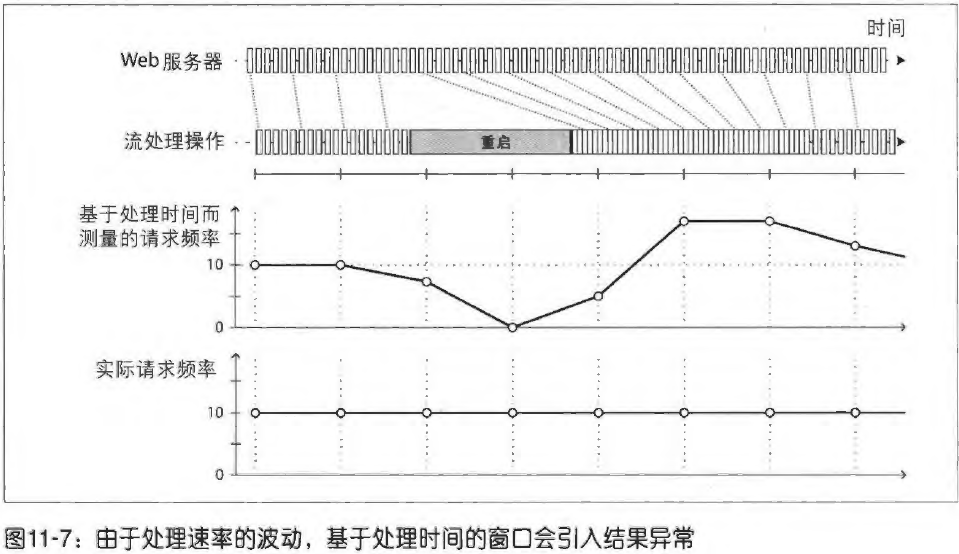 时间
Web 服务器
流处理操作
重启
基于处理时间而
测量的请求频率
10
0
实际请求频率
10
0
图11-7：由于处理速率的波动，基于处理时间的窗口会引入结果异常